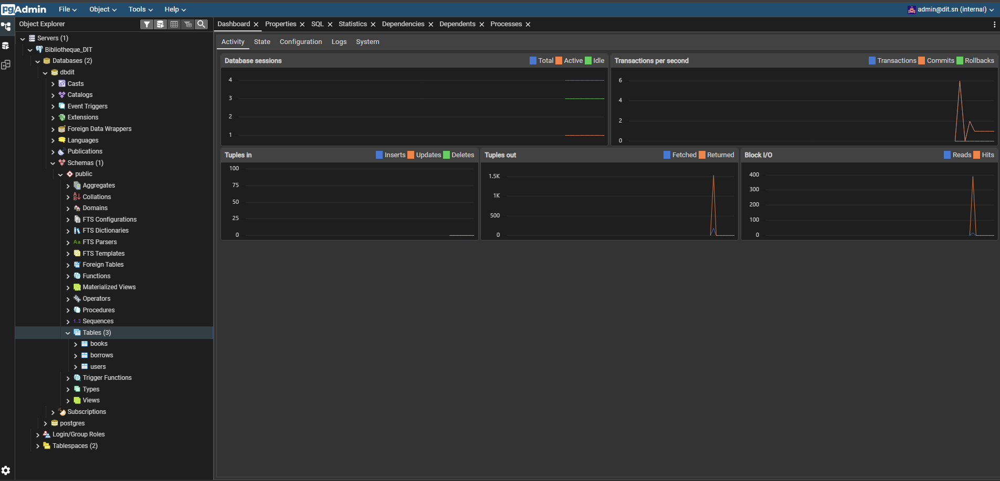 pgAdmin File Object Tools Help admin@dit.sn (internal)
Object Explorer
Dashboard Properties SQL Statistics Dependencies Dependents Processes
Activity State Configuration Logs System
Servers (1)
Bibliotheque_DIT
Databases (2)
dbdit
Casts
Catalogs
Event Triggers
Extensions
Foreign Data Wrappers
Languages
Publications
Schemas (1)
public
Aggregates
Collations
Domains
FTS Configurations
FTS Dictionaries
Aa FTS Parsers
FTS Templates
Foreign Tables
Functions
Materialized Views
Operators
Procedures
1..3 Sequences
Tables (3)
books
borrows
users
Trigger Functions
Types
Views
Subscriptions
postgres
Login/Group Roles
Tablespaces (2)
Database sessions Total Active Idle
4
3
2
1
Transactions per second Transactions Commits Rollbacks
6
4
2
0
Tuples in Inserts Updates Deletes
100
75
50
25
0
Tuples out Fetched Returned
1.5K
1K
500
0
Block I/O Reads Hits
400
300
200
100
0